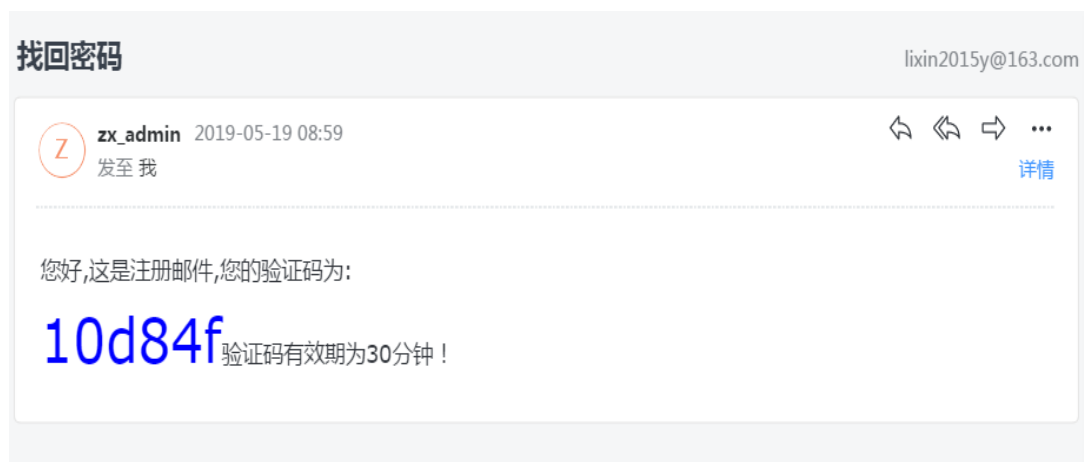 找回密码
lixin2015y@163.com
Z
zx_admin 2019-05-19 08:59
发至 我
详情
您好,这是注册邮件,您的验证码为:
10d84f验证码有效期为30分钟！